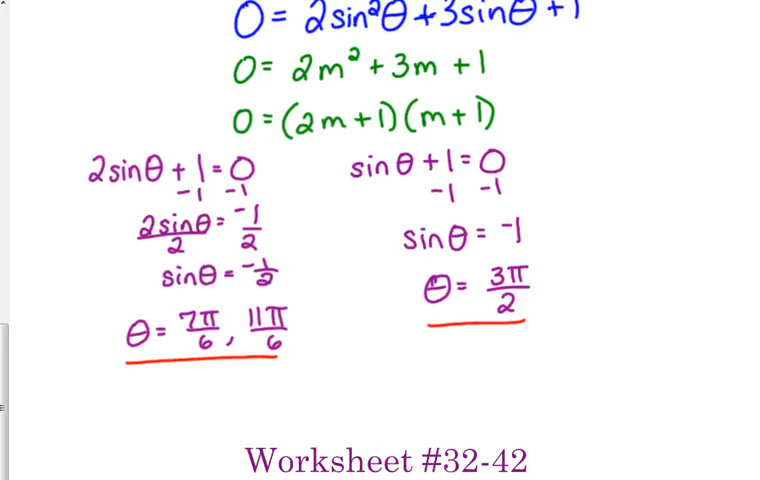 0 = 2sin²θ + 3sinθ + 1
0 = 2m² + 3m + 1
0 = (2m + 1)(m + 1)
2sinθ + 1 = 0
-1 -1
2sinθ/2 = -1/2
sinθ = -1/2
θ = 7π/6, 11π/6
sinθ + 1 = 0
-1 -1
sinθ = -1
θ = 3π/2
Worksheet #32-42